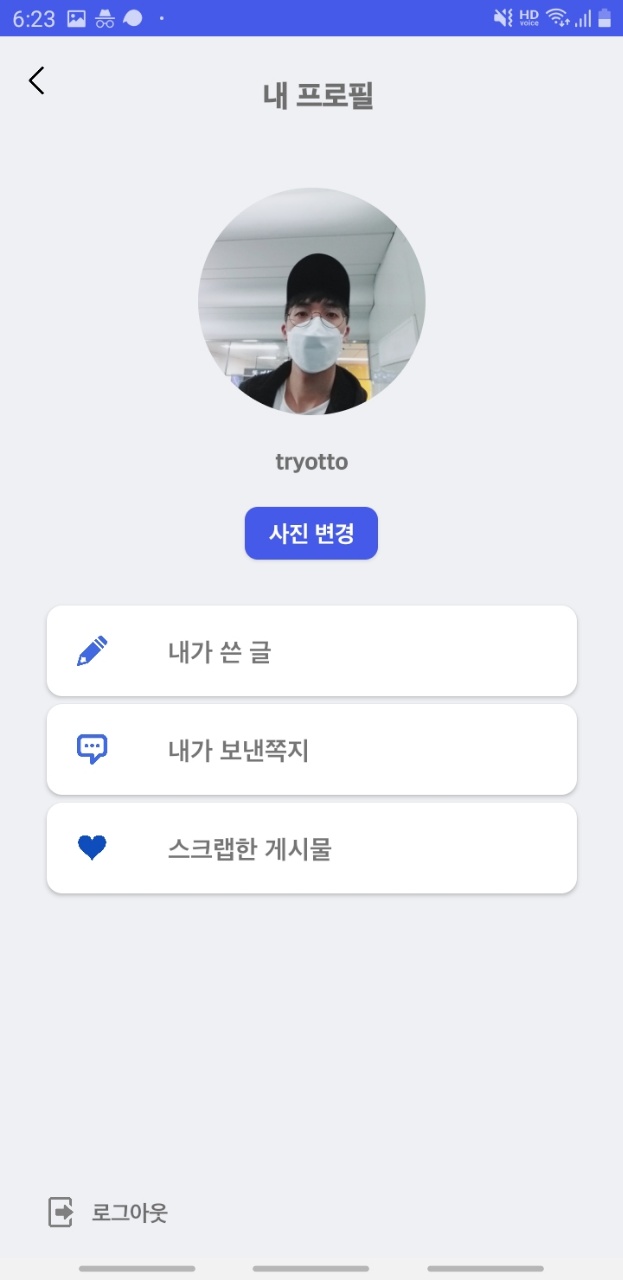 6:23
HD
voice
내 프로필
tryotto
사진 변경
내가 쓴 글
내가 보낸쪽지
스크랩한 게시물
로그아웃